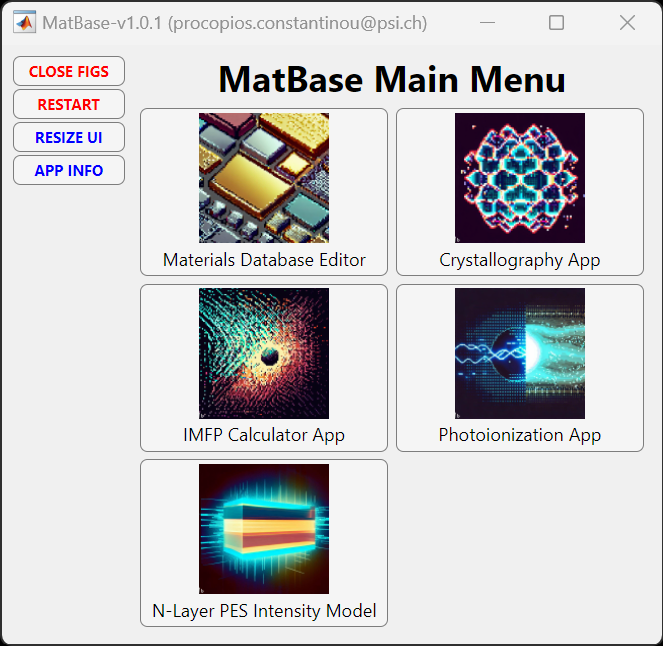 MatBase-v1.0.1 (procopios.constantinou@psi.ch)
CLOSE FIGS
RESTART
RESIZE UI
APP INFO
MatBase Main Menu
Materials Database Editor
Crystallography App
IMFP Calculator App
Photoionization App
N-Layer PES Intensity Model